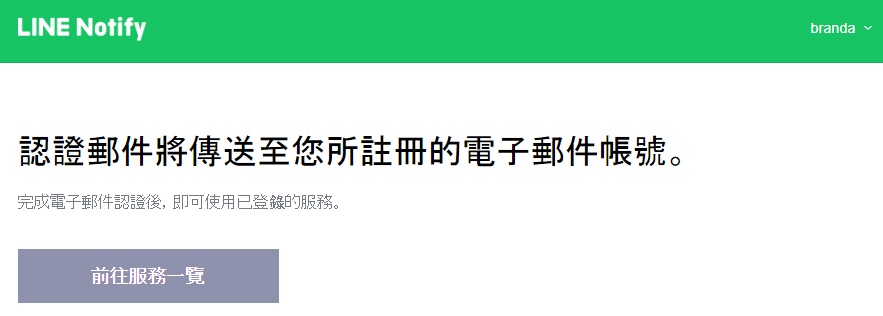 LINE Notify
branda
認證郵件將傳送至您所註冊的電子郵件帳號。
完成電子郵件認證後, 即可使用已登錄的服務。
前往服務一覽